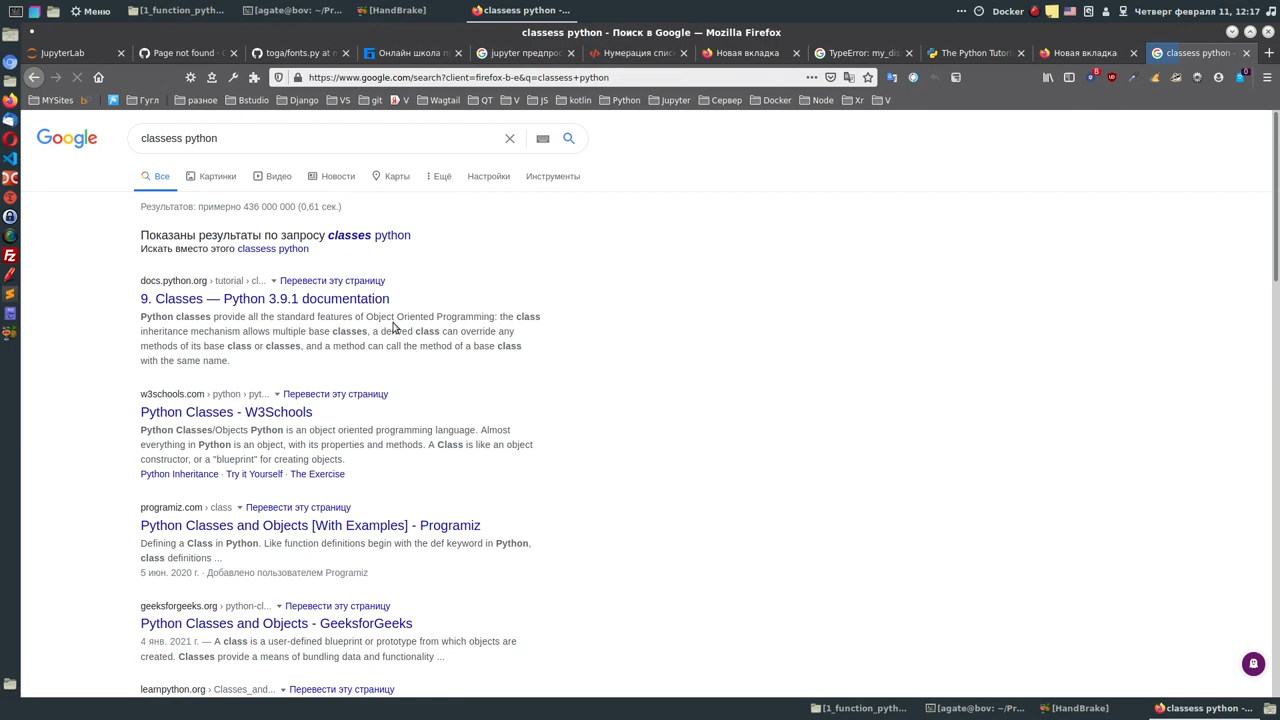 Меню [1_function_pyth... [agate@bov: ~/Pr... [HandBrake] classess python -... Docker Четверг февраля 11, 12:17
classess python - Поиск в Google — Mozilla Firefox
JupyterLab Page not found · G toga/fonts.py at m Онлайн школа п jupyter предпрос Нумерация спис Новая вкладка TypeError: my_dis The Python Tutori Новая вкладка classess python -
https://www.google.com/search?client=firefox-b-e&q=classess+python
MYSites Гугл разное Bstudio Django VS git V Wagtail QT V JS kotlin Python Jupyter Сервер Docker Node Xr V
Google classess python
Все Картинки Видео Новости Карты Ещё Настройки Инструменты
Результатов: примерно 436 000 000 (0,61 сек.)
Показаны результаты по запросу classes python
Искать вместо этого classess python
docs.python.org › tutorial › cl... Перевести эту страницу
9. Classes — Python 3.9.1 documentation
Python classes provide all the standard features of Object Oriented Programming: the class
inheritance mechanism allows multiple base classes, a derived class can override any
methods of its base class or classes, and a method can call the method of a base class
with the same name.
w3schools.com › python › pyt... Перевести эту страницу
Python Classes - W3Schools
Python Classes/Objects Python is an object oriented programming language. Almost
everything in Python is an object, with its properties and methods. A Class is like an object
constructor, or a "blueprint" for creating objects.
Python Inheritance · Try it Yourself · The Exercise
programiz.com › class Перевести эту страницу
Python Classes and Objects [With Examples] - Programiz
Defining a Class in Python. Like function definitions begin with the def keyword in Python,
class definitions ...
5 июн. 2020 г. · Добавлено пользователем Programiz
geeksforgeeks.org › python-cl... Перевести эту страницу
Python Classes and Objects - GeeksforGeeks
4 янв. 2021 г. — A class is a user-defined blueprint or prototype from which objects are
created. Classes provide a means of bundling data and functionality ...
learnpython.org › Classes_and... Перевести эту страницу
[1_function_pyth... [agate@bov: ~/Pr... [HandBrake] classess python -...